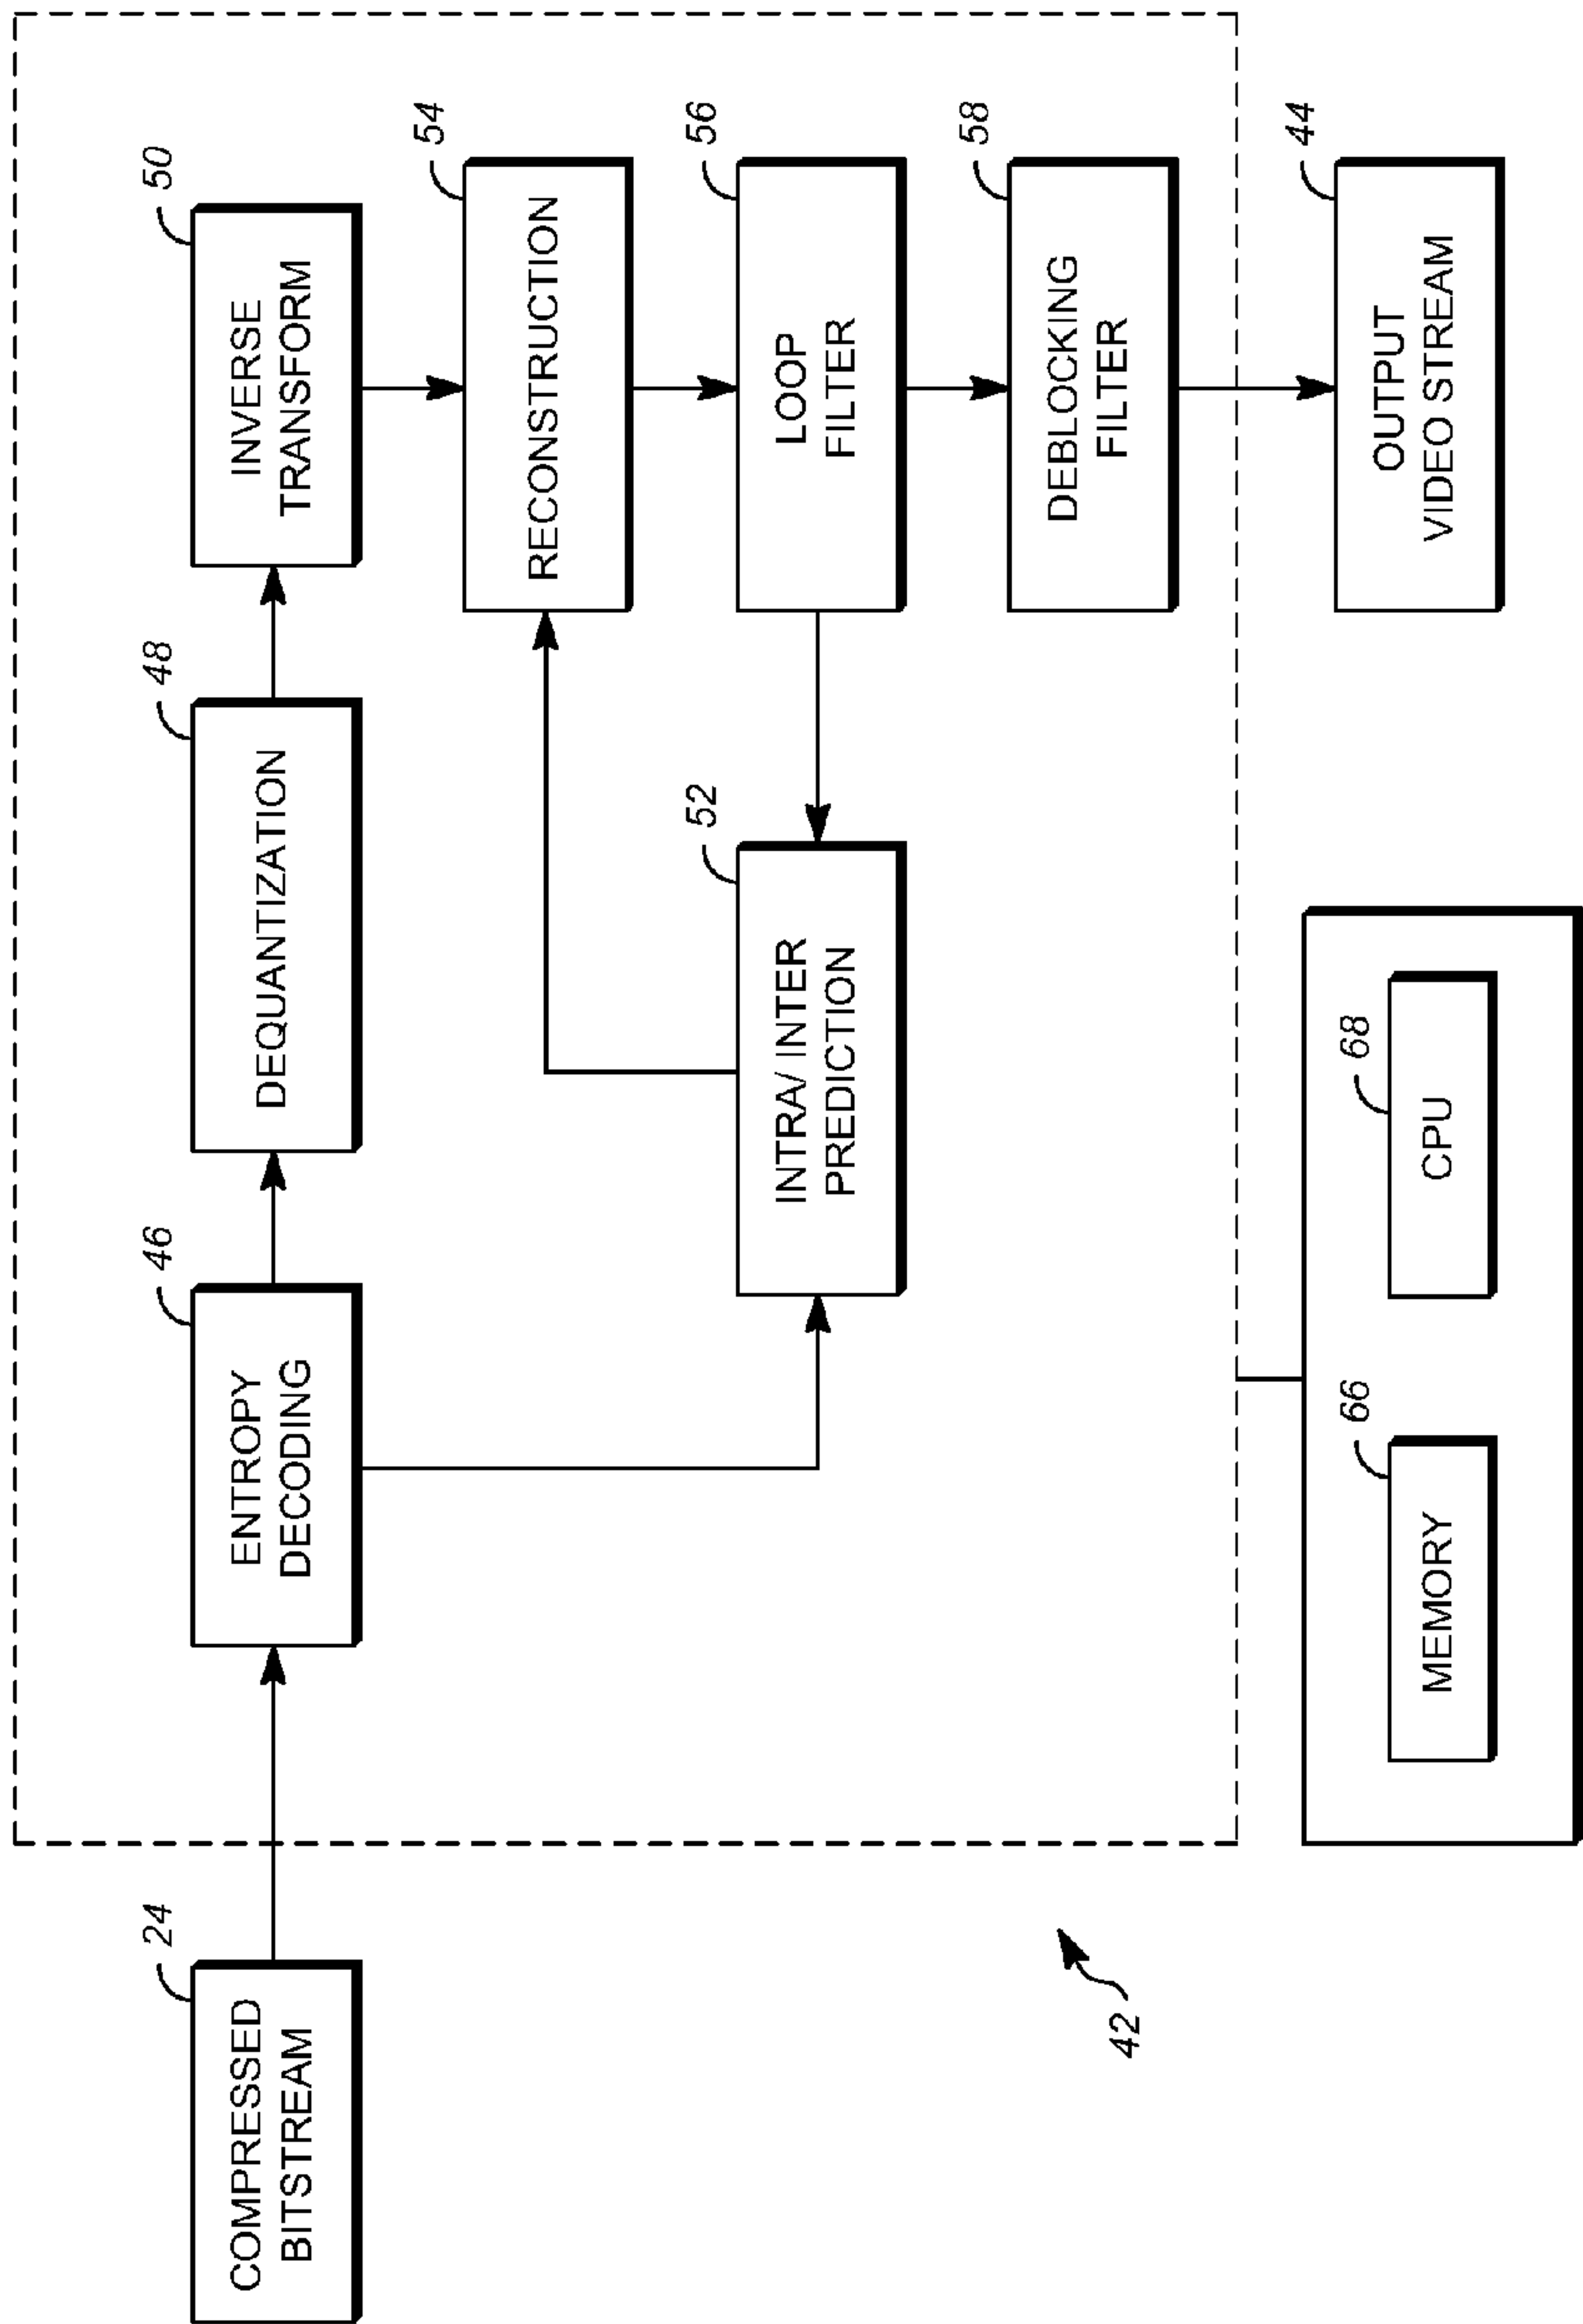 24
COMPRESSED
BITSTREAM
46
ENTROPY
DECODING
48
DEQUANTIZATION
50
INVERSE
TRANSFORM
54
RECONSTRUCTION
52
INTRA/ INTER
PREDICTION
56
LOOP
FILTER
58
DEBLOCKING
FILTER
44
OUTPUT
VIDEO STREAM
42
66
MEMORY
68
CPU